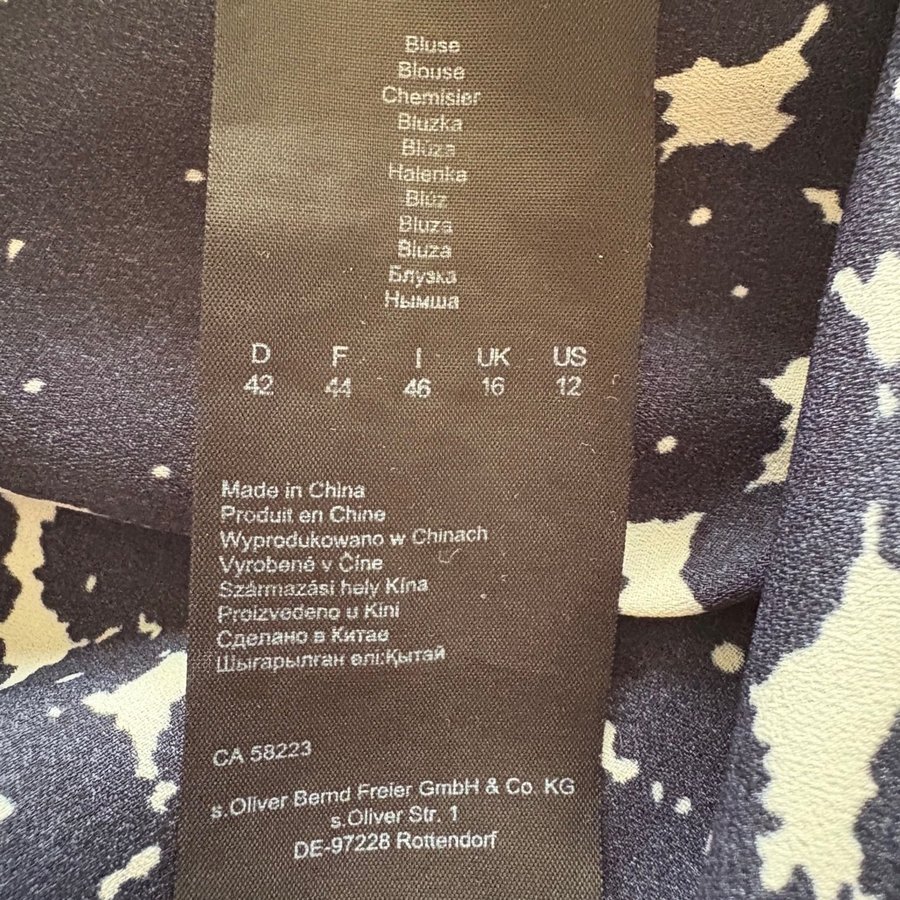 Bluse
Blouse
Chemisier
Bluzka
Blúza
Halenka
Blúz
Bluza
Bluza
Блузка
Нымша
D F I UK US
42 44 46 16 12
Made in China
Produit en Chine
Wyprodukowano w Chinach
Vyrobené v Číne
Származási hely Kína
Proizvedeno u Kini
Сделано в Китае
Шығарылған елі:Қытай
CA 58223
s.Oliver Bernd Freier GmbH & Co. KG
s.Oliver Str. 1
DE-97228 Rottendorf